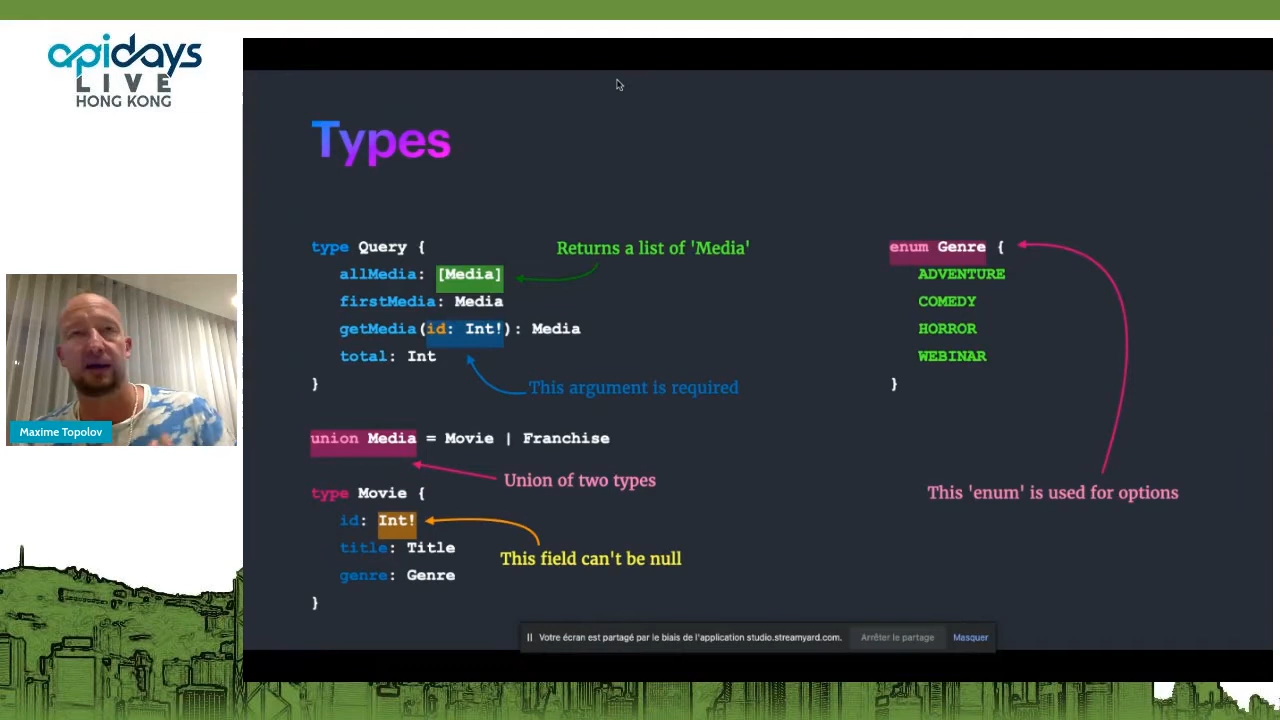 apidays
LIVE
HONG KONG
Types
type Query {
allMedia: [Media]
firstMedia: Media
getMedia(id: Int!): Media
total: Int
}
Returns a list of 'Media'
This argument is required
union Media = Movie | Franchise
Union of two types
type Movie {
id: Int!
title: Title
genre: Genre
}
This field can't be null
enum Genre {
ADVENTURE
COMEDY
HORROR
WEBINAR
}
This 'enum' is used for options
Maxime Topolov
Votre écran est partagé par le biais de l'application studio.streamyard.com.
Arrêter le partage
Masquer